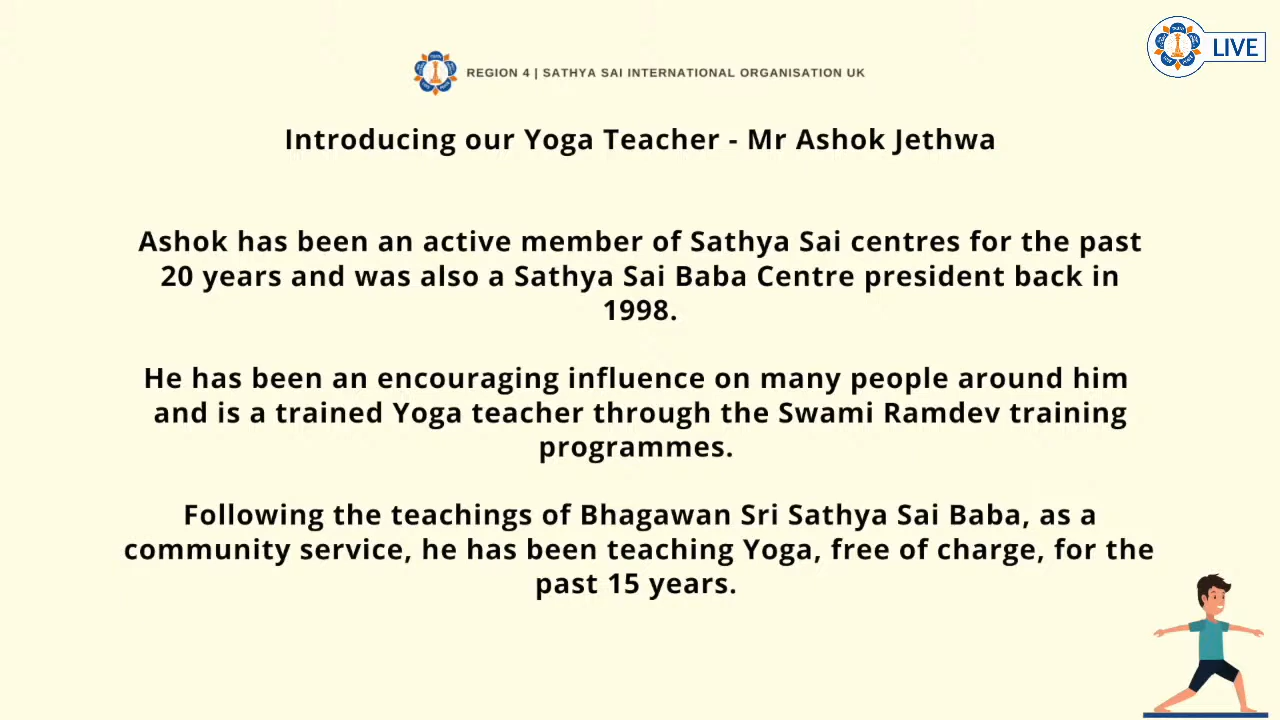 LIVE
REGION 4 | SATHYA SAI INTERNATIONAL ORGANISATION UK
Introducing our Yoga Teacher - Mr Ashok Jethwa
Ashok has been an active member of Sathya Sai centres for the past
20 years and was also a Sathya Sai Baba Centre president back in
1998.
He has been an encouraging influence on many people around him
and is a trained Yoga teacher through the Swami Ramdev training
programmes.
Following the teachings of Bhagawan Sri Sathya Sai Baba, as a
community service, he has been teaching Yoga, free of charge, for the
past 15 years.